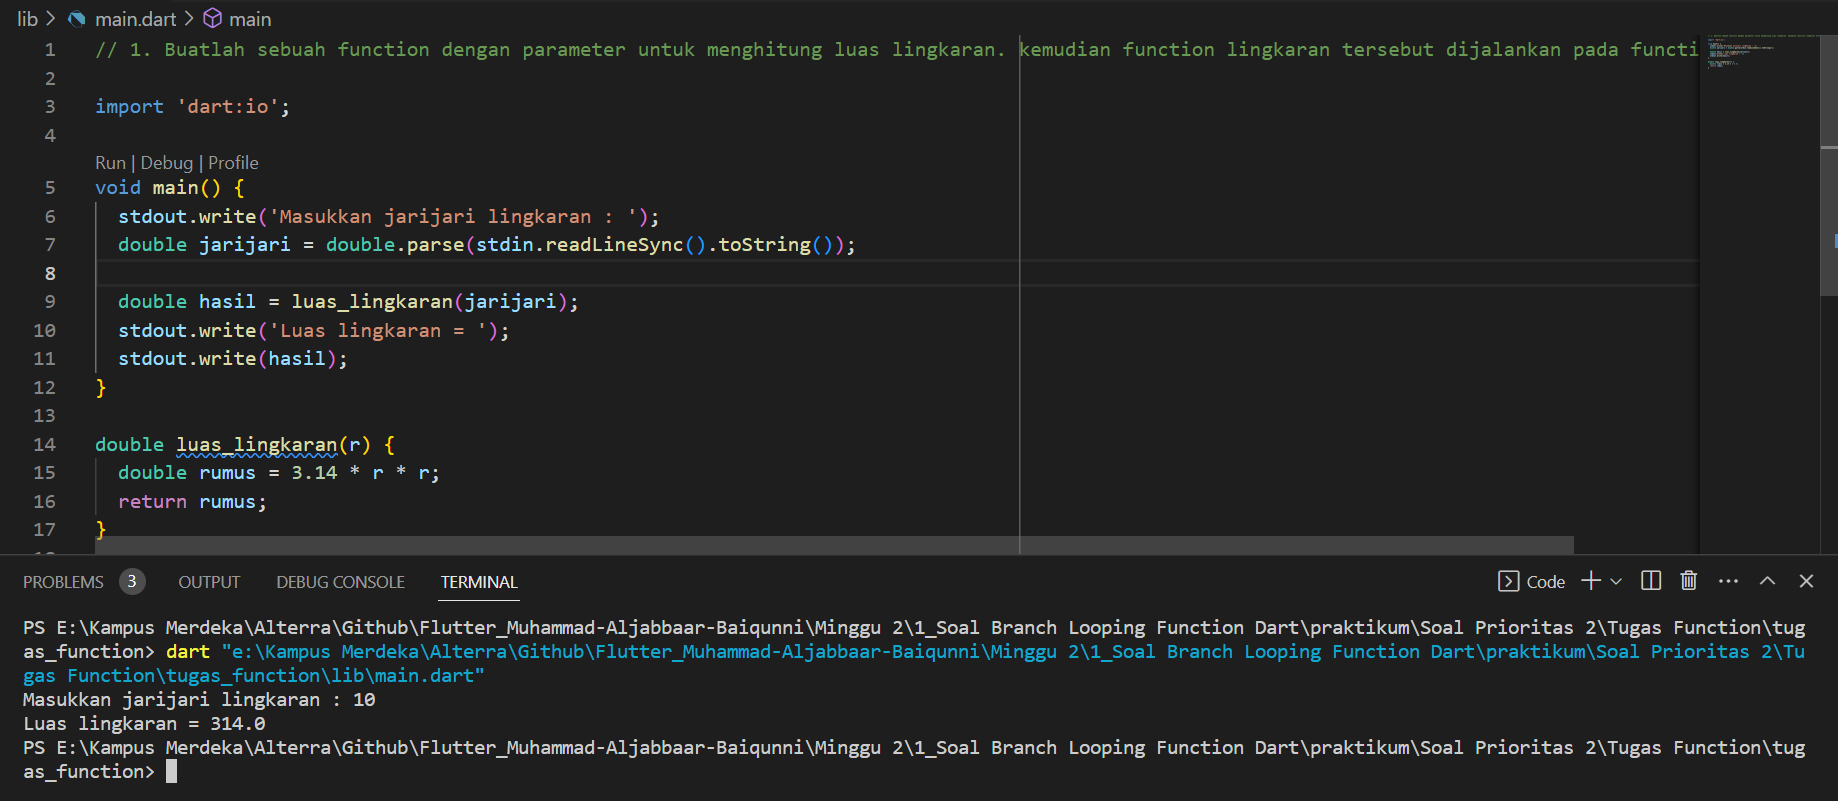 lib > main.dart > main
1 // 1. Buatlah sebuah function dengan parameter untuk menghitung luas lingkaran. kemudian function lingkaran tersebut dijalankan pada functi
2
3 import 'dart:io';
4
Run | Debug | Profile
5 void main() {
6 stdout.write('Masukkan jarijari lingkaran : ');
7 double jarijari = double.parse(stdin.readLineSync().toString());
8
9 double hasil = luas_lingkaran(jarijari);
10 stdout.write('Luas lingkaran = ');
11 stdout.write(hasil);
12 }
13
14 double luas_lingkaran(r) {
15 double rumus = 3.14 * r * r;
16 return rumus;
17 }
PROBLEMS 3 OUTPUT DEBUG CONSOLE TERMINAL Code
PS E:\Kampus Merdeka\Alterra\Github\Flutter_Muhammad-Aljabbaar-Baiqunni\Minggu 2\1_Soal Branch Looping Function Dart\praktikum\Soal Prioritas 2\Tugas Function\tug
as_function> dart "e:\Kampus Merdeka\Alterra\Github\Flutter_Muhammad-Aljabbaar-Baiqunni\Minggu 2\1_Soal Branch Looping Function Dart\praktikum\Soal Prioritas 2\Tu
gas Function\tugas_function\lib\main.dart"
Masukkan jarijari lingkaran : 10
Luas lingkaran = 314.0
PS E:\Kampus Merdeka\Alterra\Github\Flutter_Muhammad-Aljabbaar-Baiqunni\Minggu 2\1_Soal Branch Looping Function Dart\praktikum\Soal Prioritas 2\Tugas Function\tug
as_function>